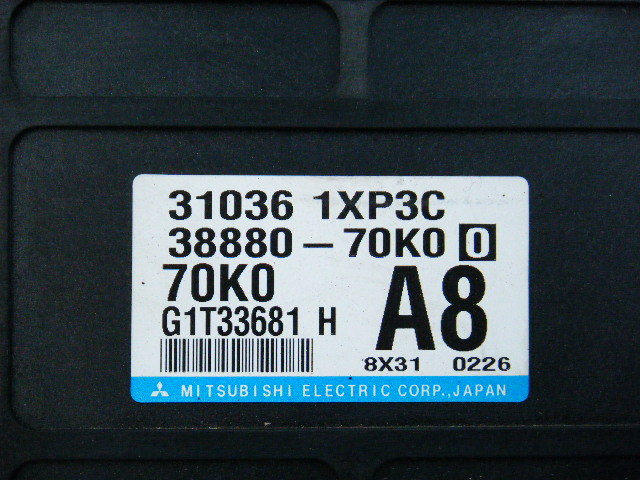 31036 1XP3C
38880-70K0 0
70K0
A8
G1T33681 H
8X31 0226
MITSUBISHI ELECTRIC CORP.,JAPAN